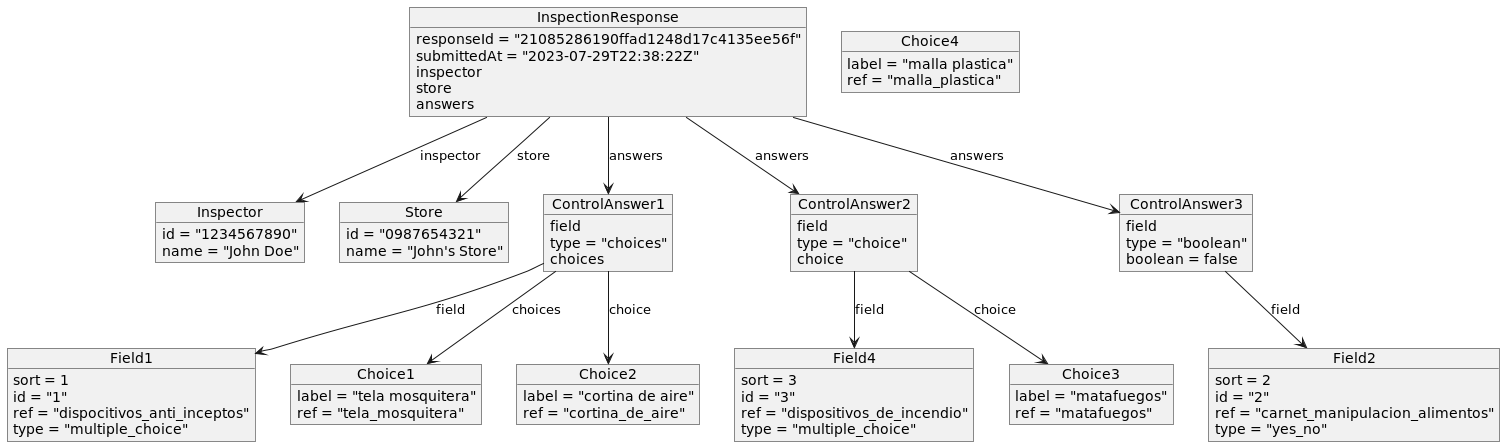 InspectionResponse
responseId = "21085286190ffad1248d17c4135ee56f"
submittedAt = "2023-07-29T22:38:22Z"
inspector
store
answers
Choice4
label = "malla plastica"
ref = "malla_plastica"
inspector
store
answers
answers
answers
Inspector
id = "1234567890"
name = "John Doe"
Store
id = "0987654321"
name = "John's Store"
ControlAnswer1
field
type = "choices"
choices
ControlAnswer2
field
type = "choice"
choice
ControlAnswer3
field
type = "boolean"
boolean = false
field
choices
choice
field
choice
field
Field1
sort = 1
id = "1"
ref = "dispocitivos_anti_inceptos"
type = "multiple_choice"
Choice1
label = "tela mosquitera"
ref = "tela_mosquitera"
Choice2
label = "cortina de aire"
ref = "cortina_de_aire"
Field4
sort = 3
id = "3"
ref = "dispositivos_de_incendio"
type = "multiple_choice"
Choice3
label = "matafuegos"
ref = "matafuegos"
Field2
sort = 2
id = "2"
ref = "carnet_manipulacion_alimentos"
type = "yes_no"